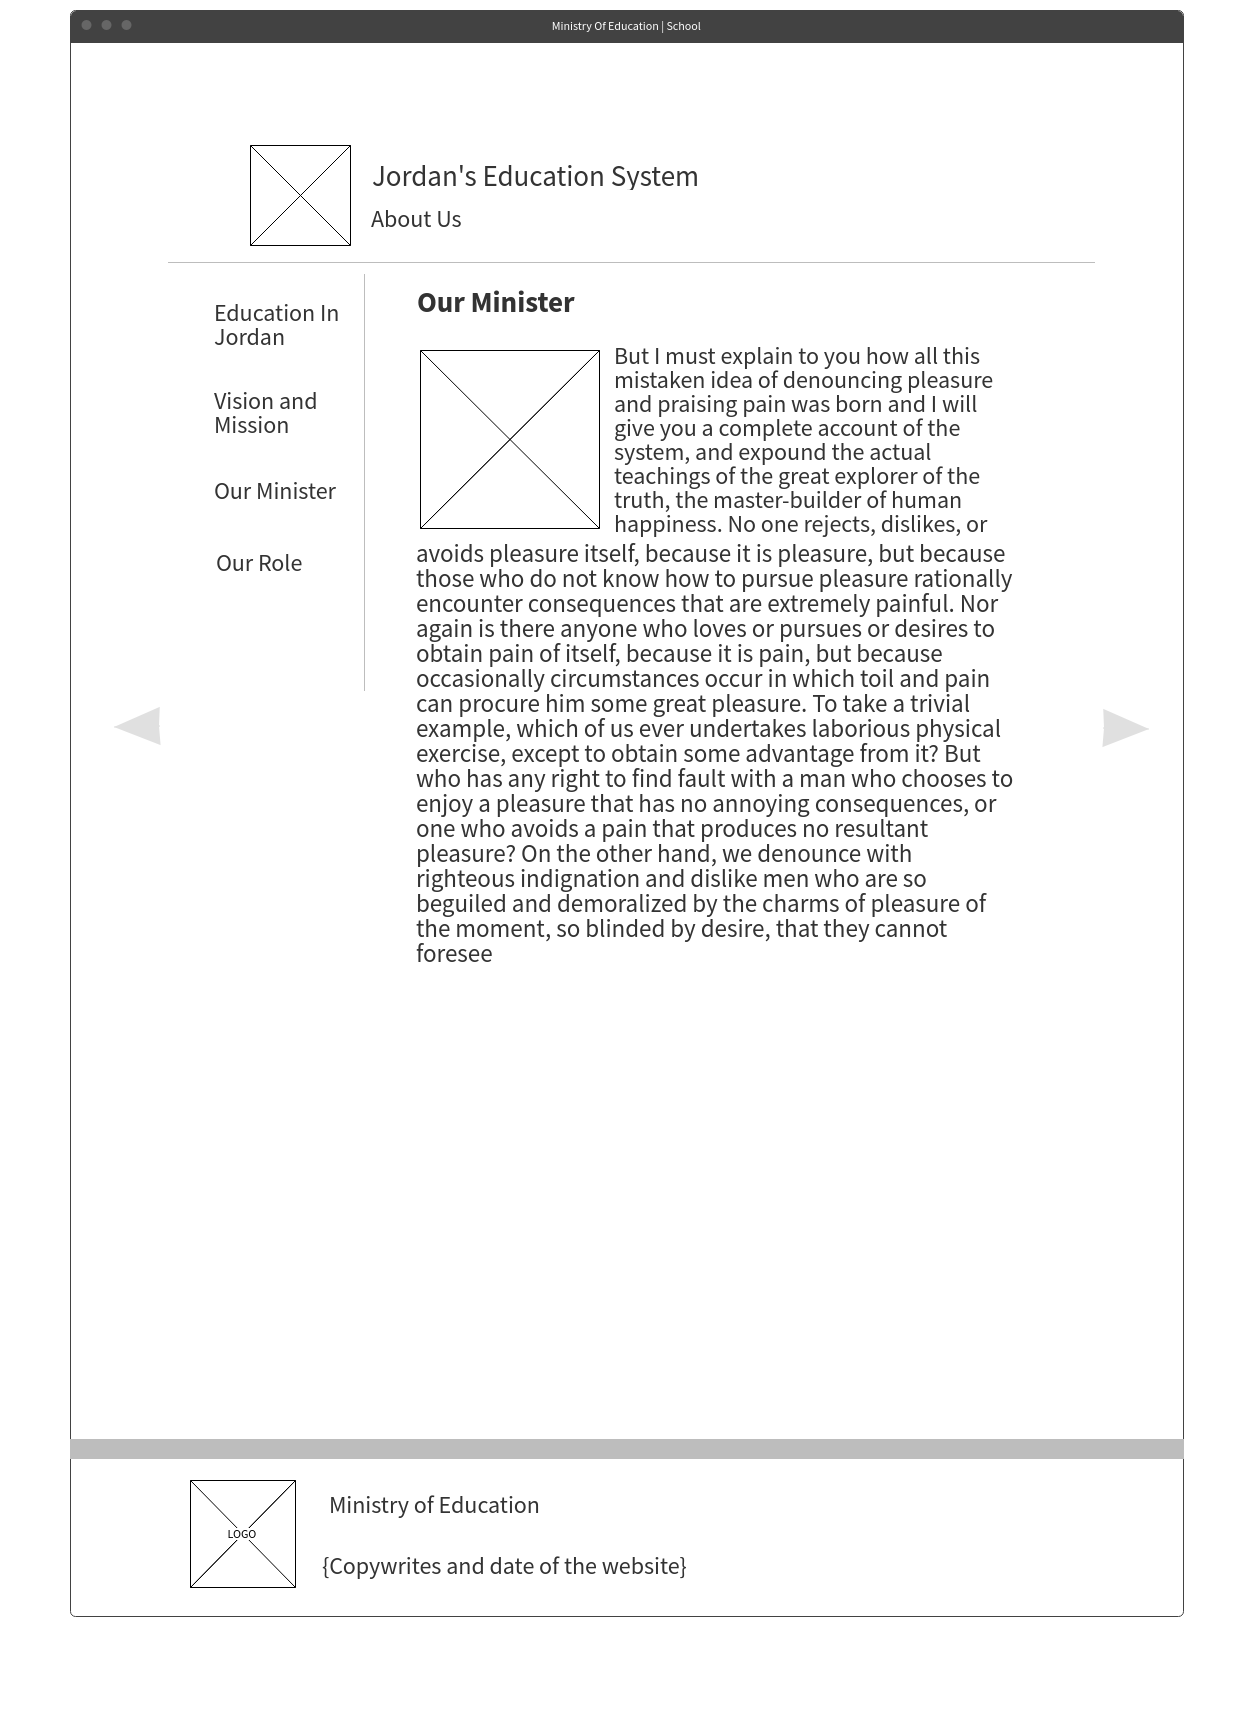 Ministry Of Education | School
Jordan's Education System
About Us
Education In
Jordan
Vision and
Mission
Our Minister
Our Role
Our Minister
But I must explain to you how all this
mistaken idea of denouncing pleasure
and praising pain was born and I will
give you a complete account of the
system, and expound the actual
teachings of the great explorer of the
truth, the master-builder of human
happiness. No one rejects, dislikes, or
avoids pleasure itself, because it is pleasure, but because
those who do not know how to pursue pleasure rationally
encounter consequences that are extremely painful. Nor
again is there anyone who loves or pursues or desires to
obtain pain of itself, because it is pain, but because
occasionally circumstances occur in which toil and pain
can procure him some great pleasure. To take a trivial
example, which of us ever undertakes laborious physical
exercise, except to obtain some advantage from it? But
who has any right to find fault with a man who chooses to
enjoy a pleasure that has no annoying consequences, or
one who avoids a pain that produces no resultant
pleasure? On the other hand, we denounce with
righteous indignation and dislike men who are so
beguiled and demoralized by the charms of pleasure of
the moment, so blinded by desire, that they cannot
foresee
LOGO
Ministry of Education
{Copywrites and date of the website}